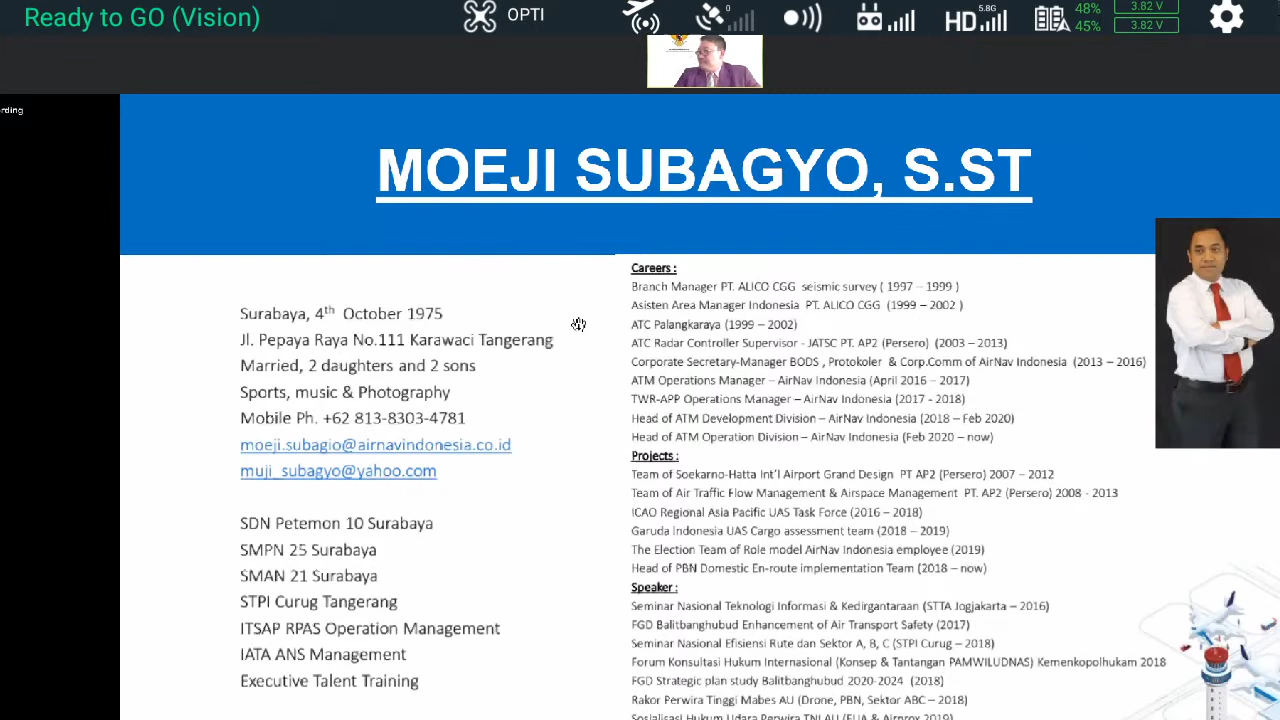 Ready to GO (Vision)
OPTI
0
HD
5.8G
48%
45%
3.82 V
3.82 V
rding
MOEJI SUBAGYO, S.ST
Surabaya, 4th October 1975
Jl. Pepaya Raya No.111 Karawaci Tangerang
Married, 2 daughters and 2 sons
Sports, music & Photography
Mobile Ph. +62 813-8303-4781
moeji.subagio@airnavindonesia.co.id
muji_subagyo@yahoo.com
SDN Petemon 10 Surabaya
SMPN 25 Surabaya
SMAN 21 Surabaya
STPI Curug Tangerang
ITSAP RPAS Operation Management
IATA ANS Management
Executive Talent Training
Careers :
Branch Manager PT. ALICO CGG seismic survey ( 1997 – 1999 )
Asisten Area Manager Indonesia PT. ALICO CGG (1999 – 2002 )
ATC Palangkaraya (1999 – 2002)
ATC Radar Controller Supervisor - JATSC PT. AP2 (Persero) (2003 – 2013)
Corporate Secretary-Manager BODS , Protokoler & Corp.Comm of AirNav Indonesia (2013 – 2016)
ATM Operations Manager – AirNav Indonesia (April 2016 – 2017)
TWR-APP Operations Manager – AirNav Indonesia (2017 - 2018)
Head of ATM Development Division – AirNav Indonesia (2018 – Feb 2020)
Head of ATM Operation Division – AirNav Indonesia (Feb 2020 – now)
Projects :
Team of Soekarno-Hatta Int'l Airport Grand Design PT AP2 (Persero) 2007 – 2012
Team of Air Traffic Flow Management & Airspace Management PT. AP2 (Persero) 2008 - 2013
ICAO Regional Asia Pacific UAS Task Force (2016 – 2018)
Garuda Indonesia UAS Cargo assessment team (2018 – 2019)
The Election Team of Role model AirNav Indonesia employee (2019)
Head of PBN Domestic En-route implementation Team (2018 – now)
Speaker :
Seminar Nasional Teknologi Informasi & Kedirgantaraan (STTA Jogjakarta – 2016)
FGD Balitbanghubud Enhancement of Air Transport Safety (2017)
Seminar Nasional Efisiensi Rute dan Sektor A, B, C (STPI Curug – 2018)
Forum Konsultasi Hukum Internasional (Konsep & Tantangan PAMWILUDNAS) Kemenkopolhukam 2018
FGD Strategic plan study Balitbanghubud 2020-2024 (2018)
Rakor Perwira Tinggi Mabes AU (Drone, PBN, Sektor ABC – 2018)
Sosialisasi Hukum Udara Perwira TNI AU (FUA & Airprox 2019)